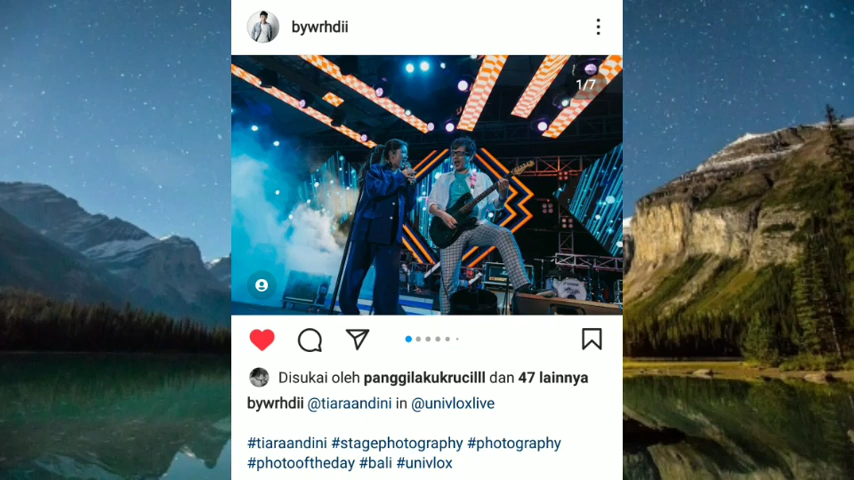 bywrhdii
1/7
Disukai oleh panggilakukrucilll dan 47 lainnya
bywrhdii @tiaraandini in @univloxlive
#tiaraandini #stagephotography #photography
#photooftheday #bali #univlox